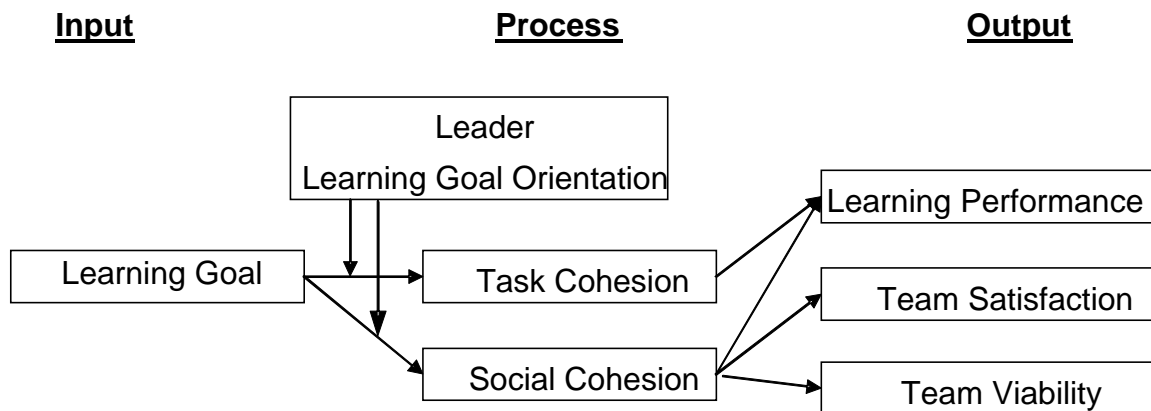 Input
Process
Output
Leader
Learning Goal Orientation
Learning Performance
Learning Goal
Task Cohesion
Team Satisfaction
Social Cohesion
Team Viability